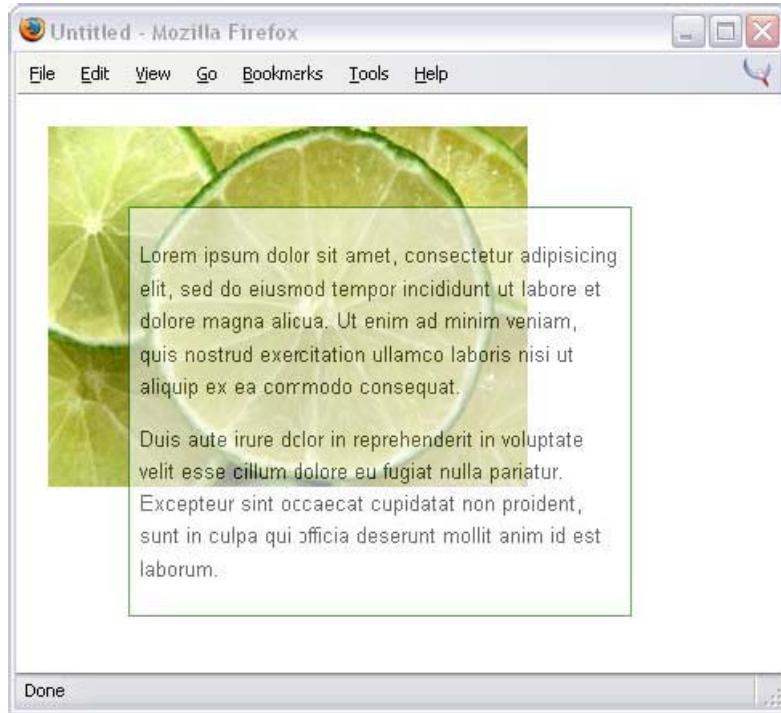 Untitled - Mozilla Firefox
File Edit View Go Bookmarks Tools Help
Lorem ipsum dolor sit amet, consectetur adipisicing
elit, sed do eiusmod tempor incididunt ut labore et
dolore magna alicua. Ut enim ad minim veniam,
quis nostrud exercitation ullamco laboris nisi ut
aliquip ex ea commodo consequat.
Duis aute irure dolor in reprehenderit in voluptate
velit esse cillum dolore eu fugiat nulla pariatur.
Excepteur sint occaecat cupidatat non proident,
sunt in culpa qui officia deserunt mollit anim id est
laborum.
Done